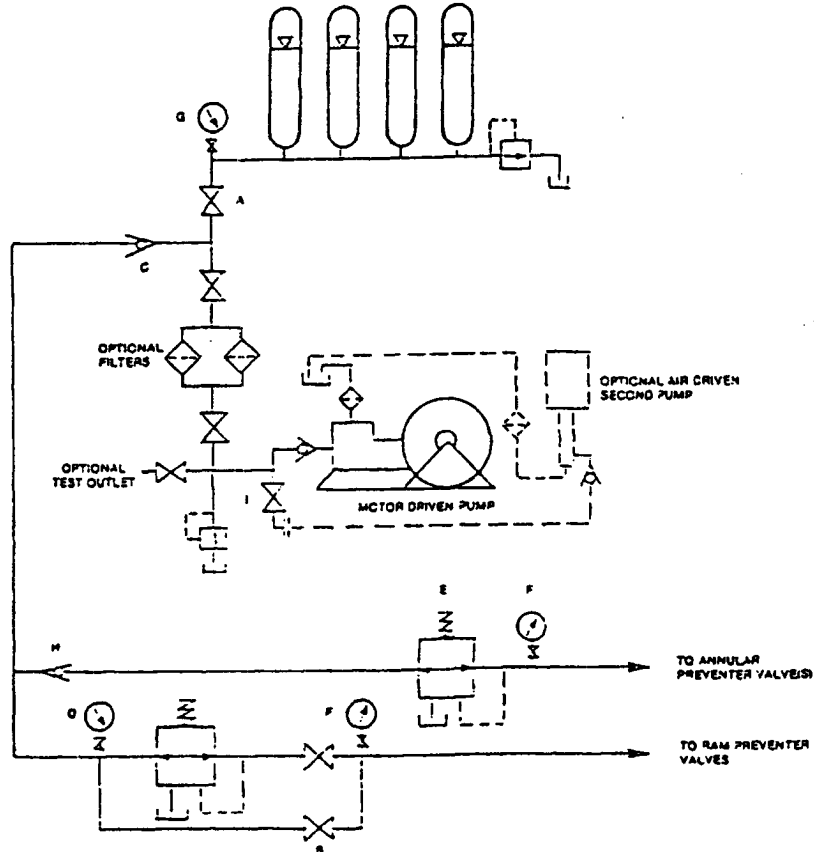 G
A
C
OPTIONAL
FILTERS
OPTIONAL AIR DRIVEN
SECOND PUMP
OPTIONAL
TEST OUTLET
I
MOTOR DRIVEN PUMP
E
F
H
TO ANNULAR
PREVENTER VALVE(S)
G
F
TO RAM PREVENTER
VALVES
B